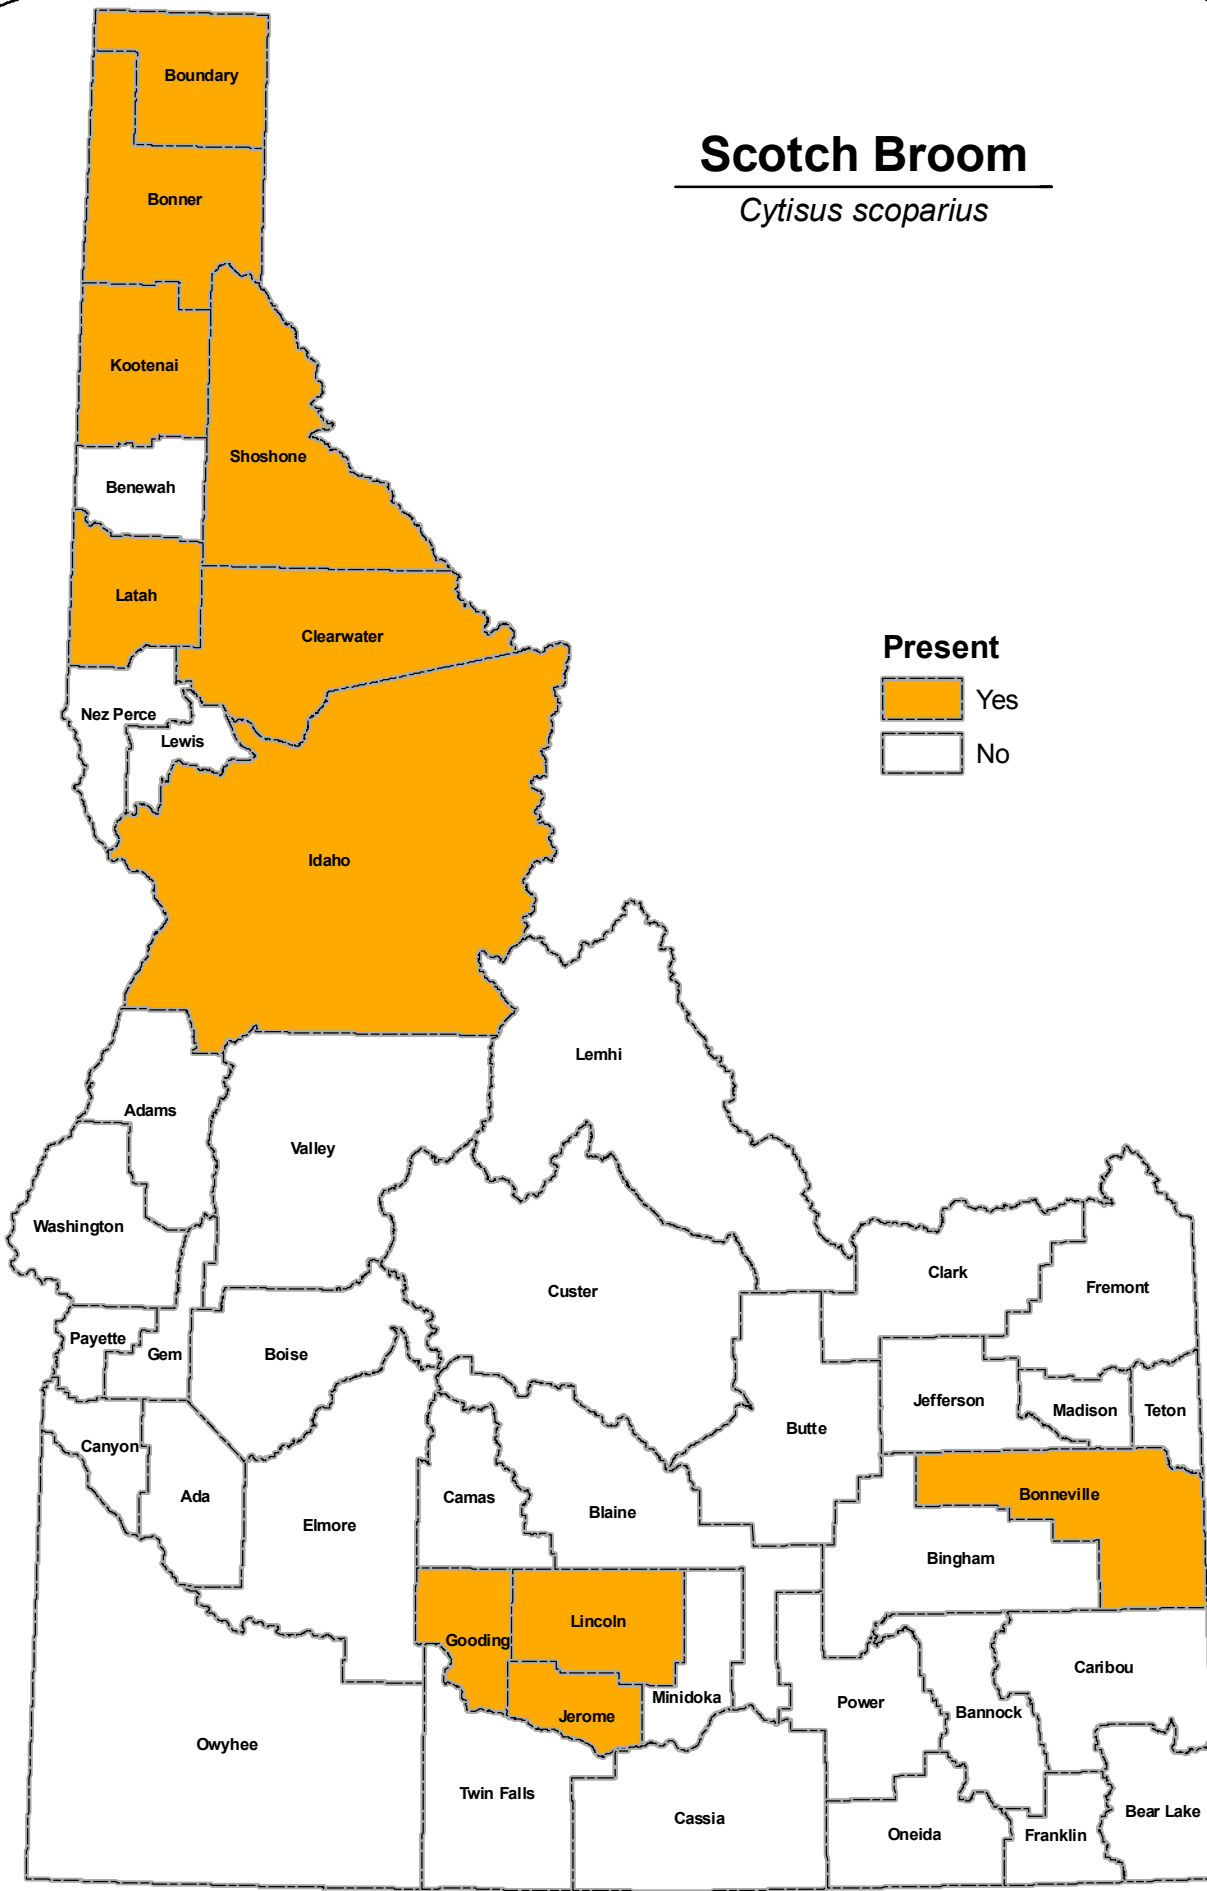 Scotch Broom
Cytisus scoparius
Boundary
Bonner
Kootenai
Shoshone
Benewah
Latah
Clearwater
Present
Yes
No
Nez Perce
Lewis
Idaho
Lemhi
Adams
Valley
Washington
Clark
Fremont
Custer
Payette
Gem
Boise
Jefferson
Madison
Teton
Butte
Canyon
Ada
Camas
Bonneville
Blaine
Elmore
Bingham
Lincoln
Gooding
Caribou
Minidoka
Power
Bannock
Jerome
Owyhee
Twin Falls
Cassia
Bear Lake
Oneida
Franklin